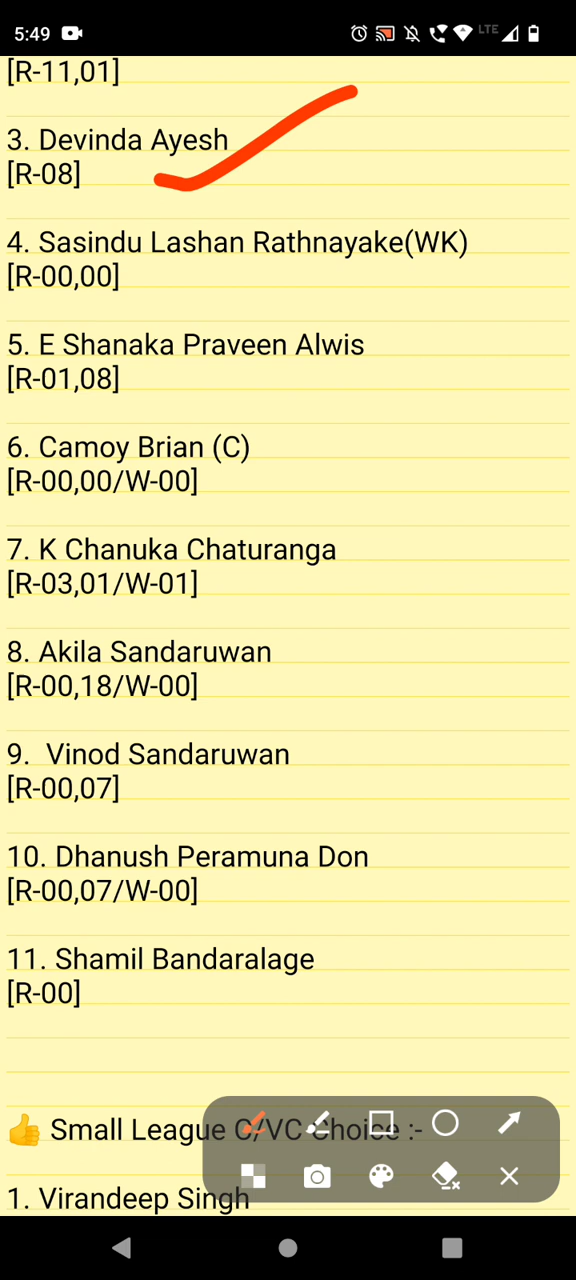 5:49
LTE
[R-11,01]
3. Devinda Ayesh
[R-08]
4. Sasindu Lashan Rathnayake(WK)
[R-00,00]
5. E Shanaka Praveen Alwis
[R-01,08]
6. Camoy Brian (C)
[R-00,00/W-00]
7. K Chanuka Chaturanga
[R-03,01/W-01]
8. Akila Sandaruwan
[R-00,18/W-00]
9. Vinod Sandaruwan
[R-00,07]
10. Dhanush Peramuna Don
[R-00,07/W-00]
11. Shamil Bandaralage
[R-00]
👍 Small League C/VC Choice :-
1. Virandeep Singh